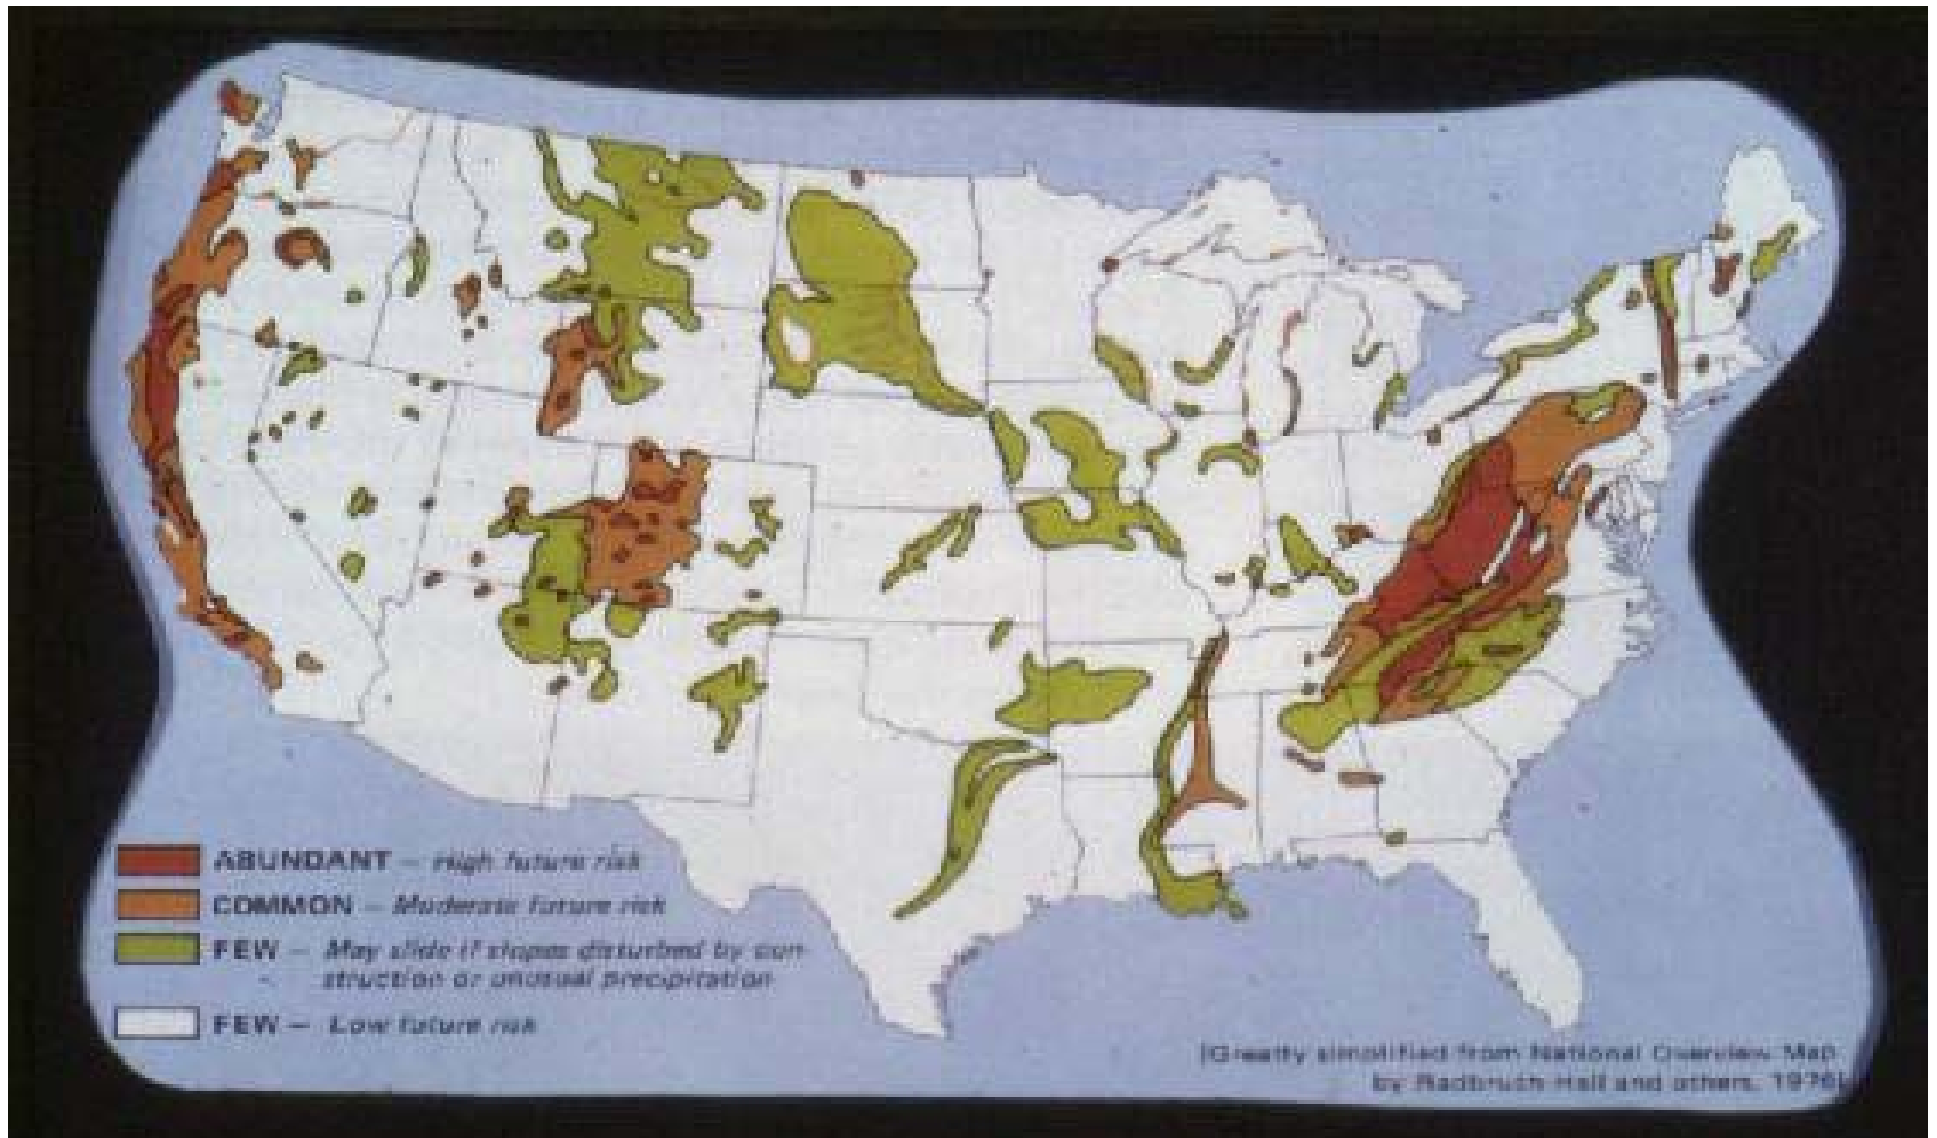 ABUNDANT – High future risk
COMMON – Moderate future risk
FEW – May slide if slopes disturbed by con-
struction or unusual precipitation
FEW – Low future risk
[Greatly simplified from National Overview Map
by Radbruch Hall and others, 1976]